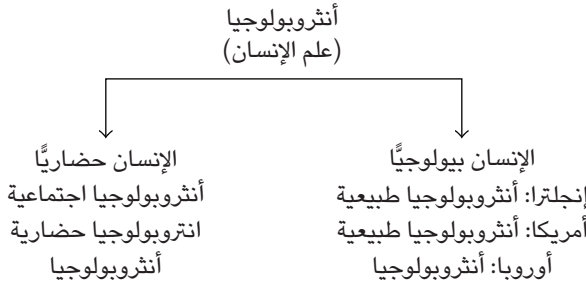 أنثروبولوجيا
(علم الإنسان)
الإنسان بيولوجيًّا
إنجلترا: أنثروبولوجيا طبيعية
أمريكا: أنثروبولوجيا طبيعية
أوروبا: أنثروبولوجيا
الإنسان حضاريًّا
أنثروبولوجيا اجتماعية
انتروبولوجيا حضارية
أنثروبولوجيا